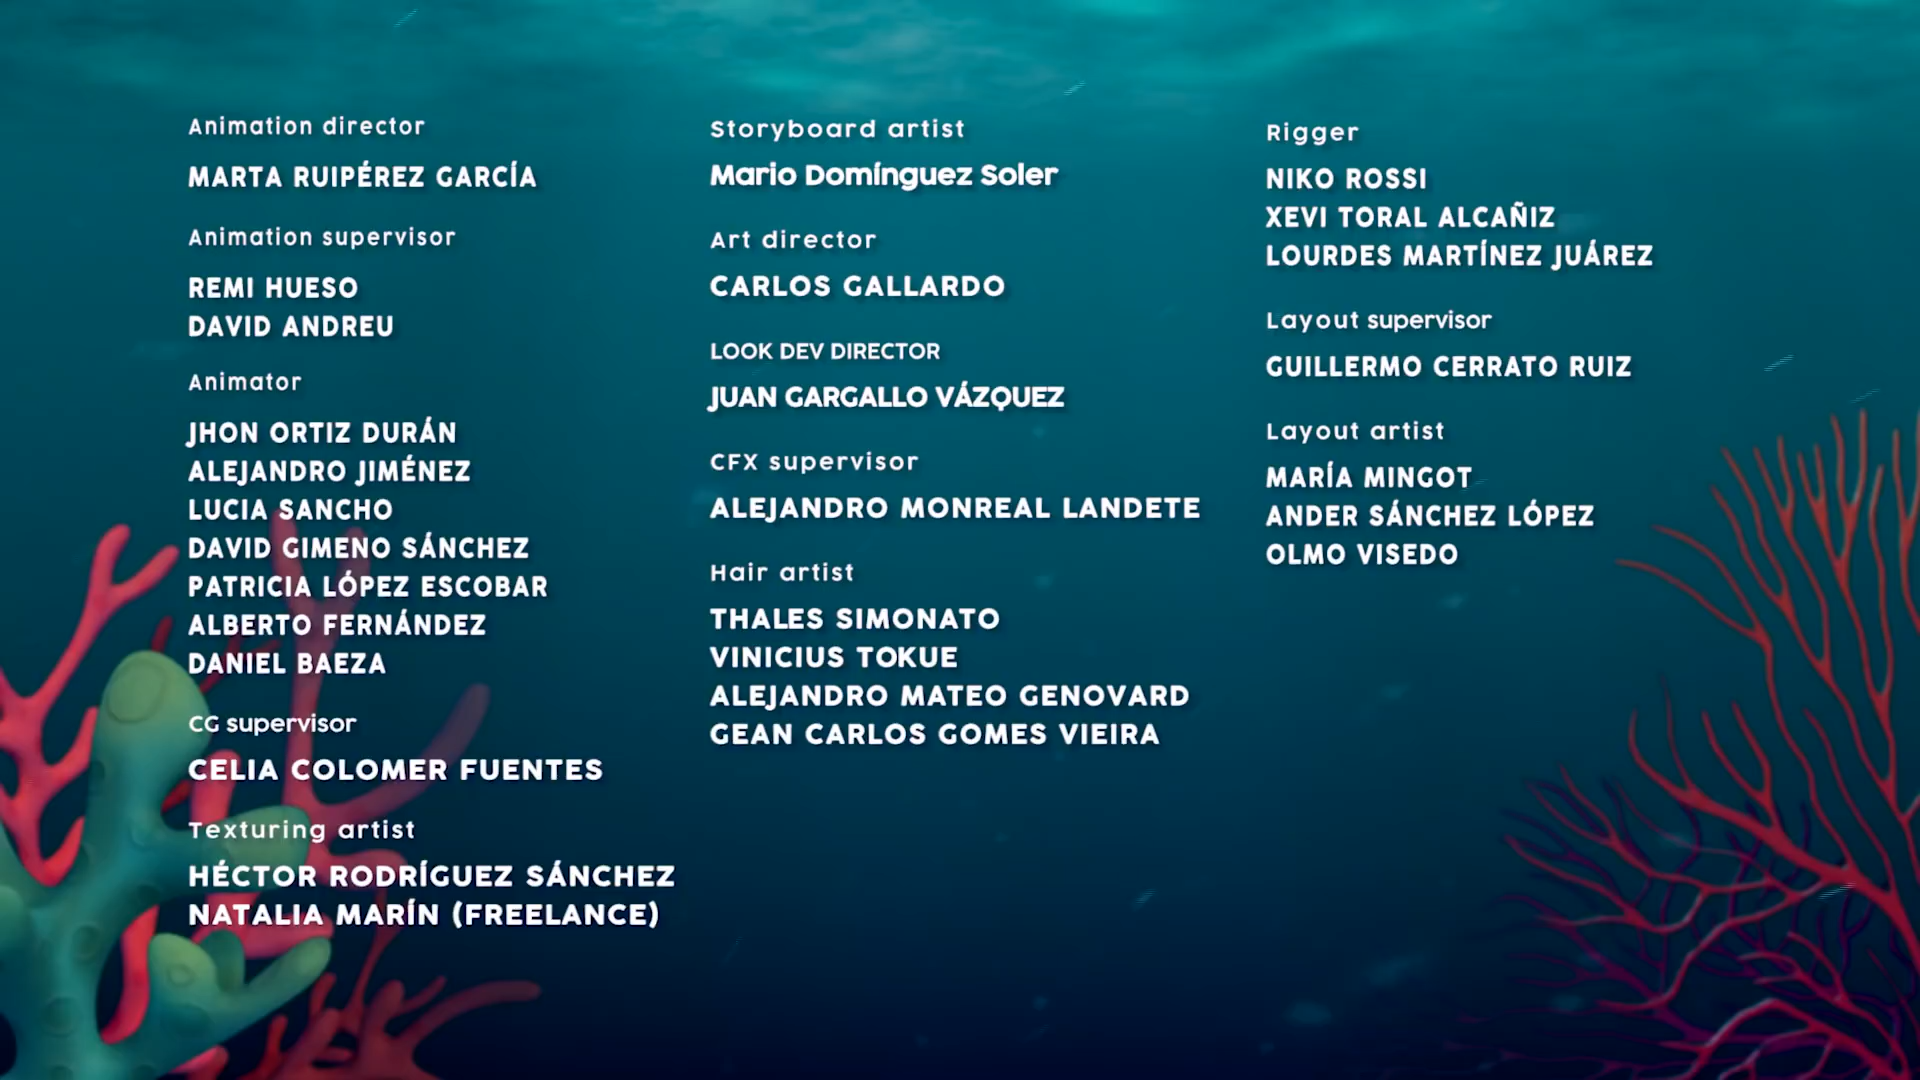 Animation director
MARTA RUIPÉREZ GARCÍA
Animation supervisor
REMI HUESO
DAVID ANDREU
Animator
JHON ORTIZ DURÁN
ALEJANDRO JIMÉNEZ
LUCIA SANCHO
DAVID GIMENO SÁNCHEZ
PATRICIA LÓPEZ ESCOBAR
ALBERTO FERNÁNDEZ
DANIEL BAEZA
CG supervisor
CELIA COLOMER FUENTES
Texturing artist
HÉCTOR RODRÍGUEZ SÁNCHEZ
NATALIA MARÍN (FREELANCE)
Storyboard artist
Mario Domínguez Soler
Art director
CARLOS GALLARDO
LOOK DEV DIRECTOR
JUAN GARGALLO VÁZQUEZ
CFX supervisor
ALEJANDRO MONREAL LANDETE
Hair artist
THALES SIMONATO
VINICIUS TOKUE
ALEJANDRO MATEO GENOVARD
GEAN CARLOS GOMES VIEIRA
Rigger
NIKO ROSSI
XEVI TORAL ALCAÑIZ
LOURDES MARTÍNEZ JUÁREZ
Layout supervisor
GUILLERMO CERRATO RUIZ
Layout artist
MARÍA MINGOT
ANDER SÁNCHEZ LÓPEZ
OLMO VISEDO